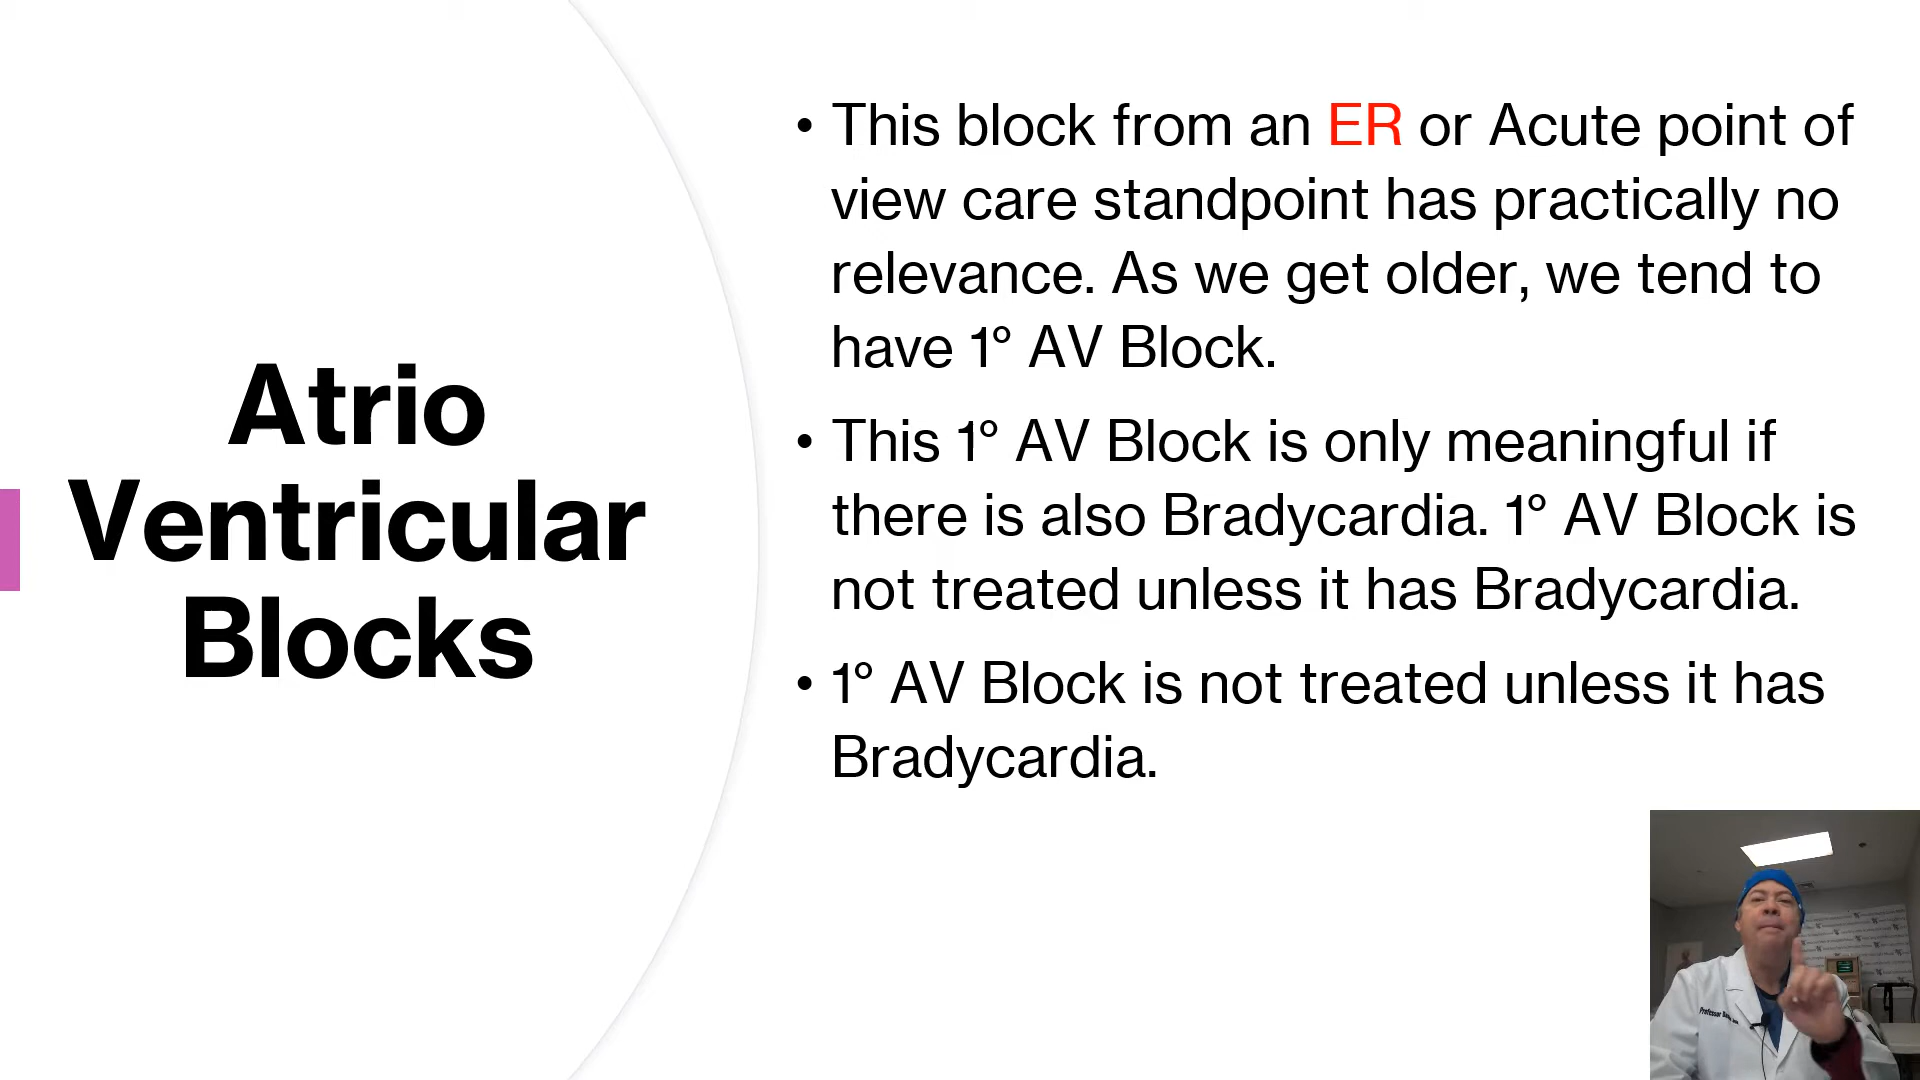 Atrio
Ventricular
Blocks
• This block from an ER or Acute point of
view care standpoint has practically no
relevance. As we get older, we tend to
have 1° AV Block.
• This 1° AV Block is only meaningful if
there is also Bradycardia. 1° AV Block is
not treated unless it has Bradycardia.
• 1° AV Block is not treated unless it has
Bradycardia.
Professor